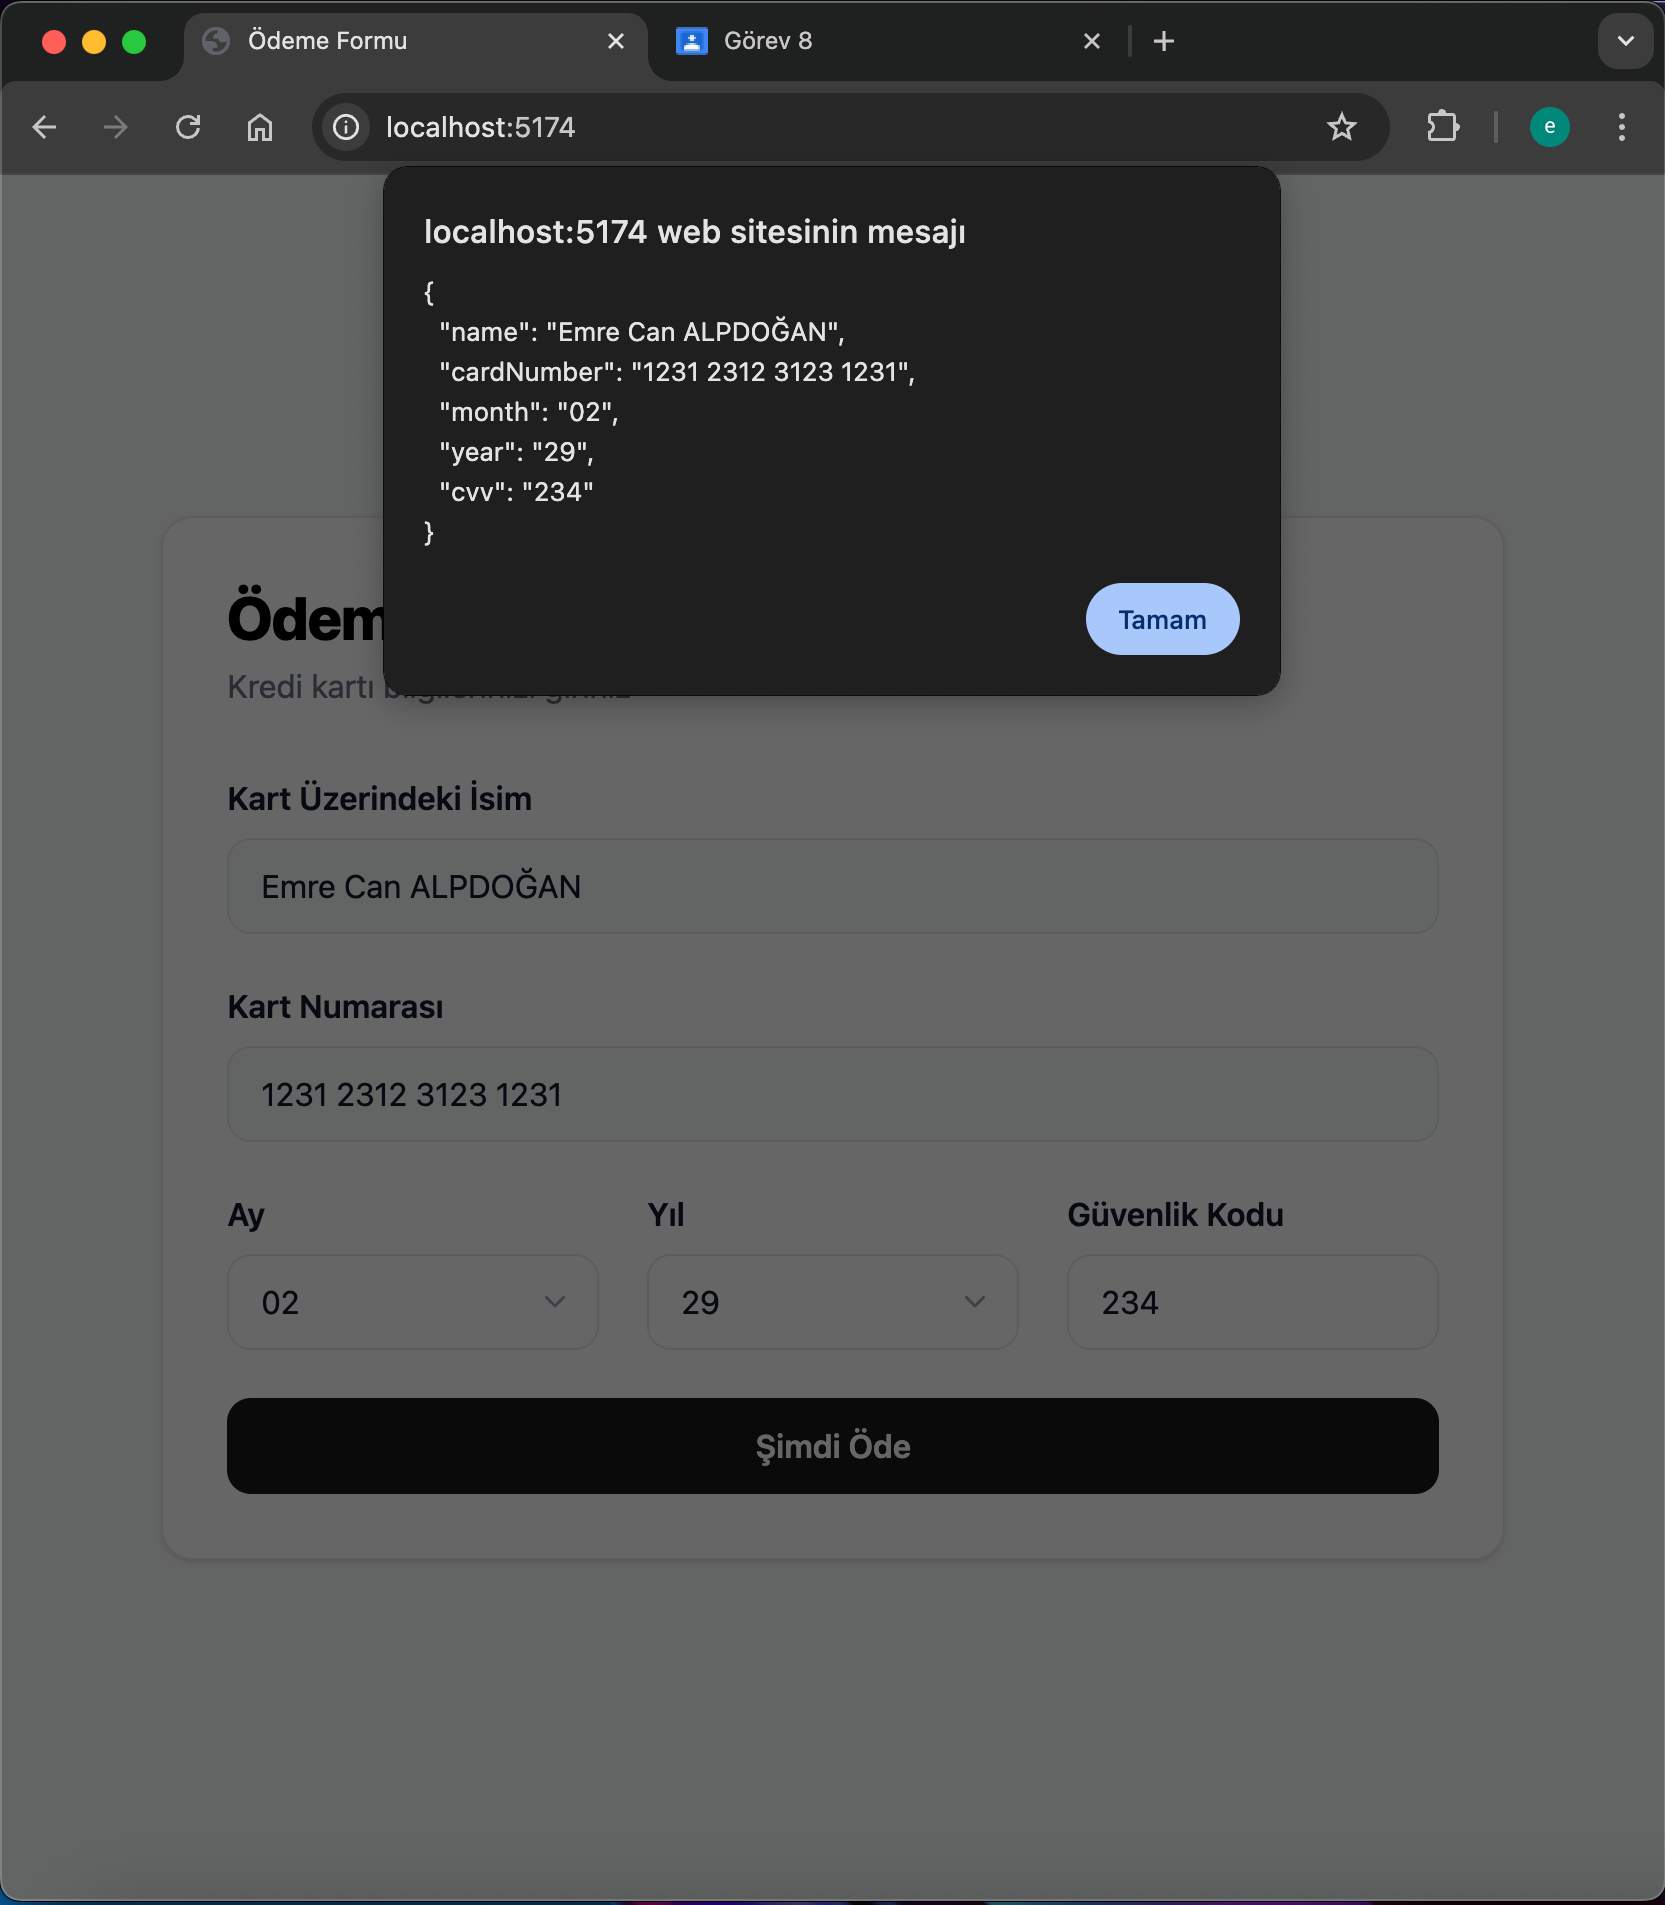 Ödeme Formu
Görev 8
localhost:5174
e
localhost:5174 web sitesinin mesajı
{
"name": "Emre Can ALPDOĞAN",
"cardNumber": "1231 2312 3123 1231",
"month": "02",
"year": "29",
"cvv": "234"
}
Tamam
Ödem
Kredi kartı bilgilerinizi giriniz
Kart Üzerindeki İsim
Emre Can ALPDOĞAN
Kart Numarası
1231 2312 3123 1231
Ay Yıl Güvenlik Kodu
02 29 234
Şimdi Öde